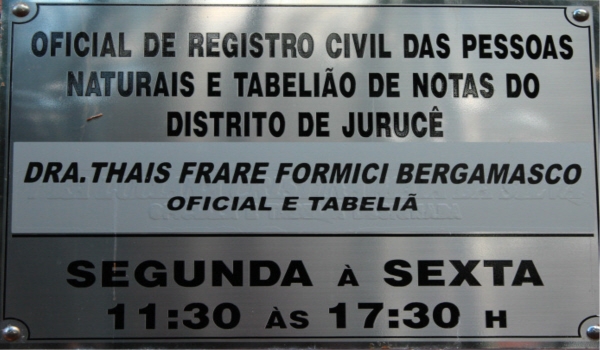 OFICIAL DE REGISTRO CIVIL DAS PESSOAS
NATURAIS E TABELIÃO DE NOTAS DO
DISTRITO DE JURUCÊ
DRA.THAIS FRARE FORMICI BERGAMASCO
OFICIAL E TABELIÃ
SEGUNDA À SEXTA
11:30 ÀS 17:30 H